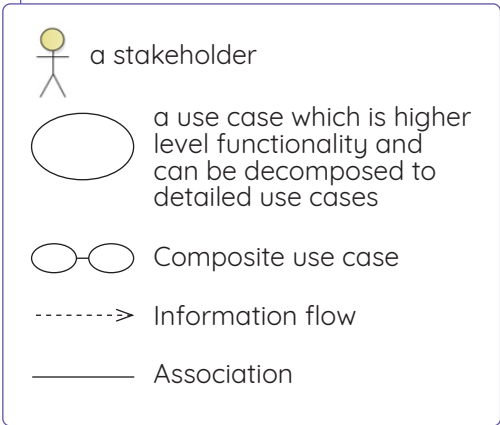 a stakeholder
a use case which is higher
level functionality and
can be decomposed to
detailed use cases
Composite use case
Information flow
Association